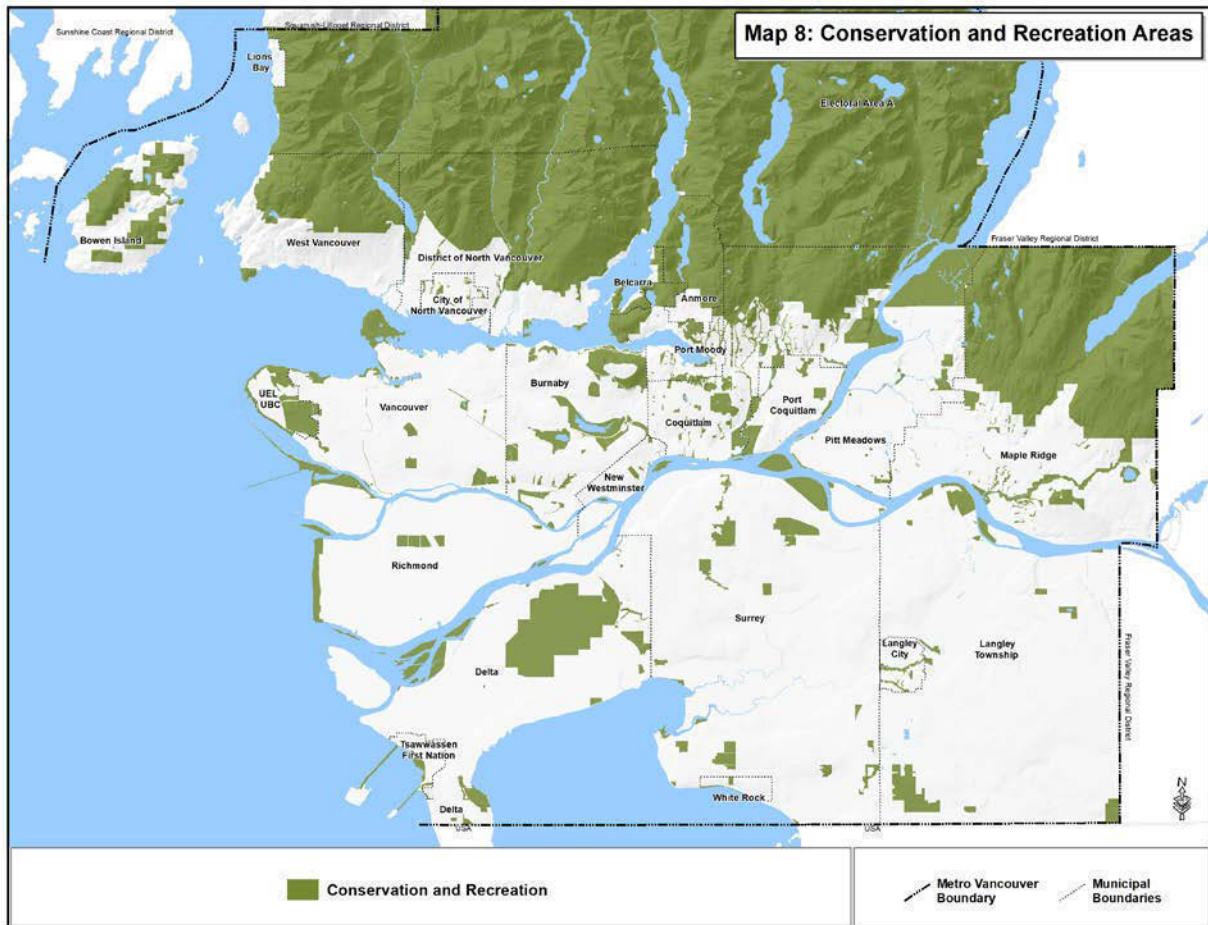 Map 8: Conservation and Recreation Areas
Sunshine Coast Regional District
Squamish-Lillooet Regional District
Lions
Bay
Electoral Area A
Bowen Island
West Vancouver
District of North Vancouver
Fraser Valley Regional District
Belcarra
Anmore
City of
North Vancouver
Port Moody
UEL
UBC
Vancouver
Burnaby
Coquitlam
Port
Coquitlam
Pitt Meadows
Maple Ridge
New
Westminster
Richmond
Surrey
Langley
City
Langley
Township
Delta
Fraser Valley Regional District
Tsawwassen
First Nation
White Rock
Delta
USA
USA
N
Conservation and Recreation
Metro Vancouver
Boundary
Municipal
Boundaries